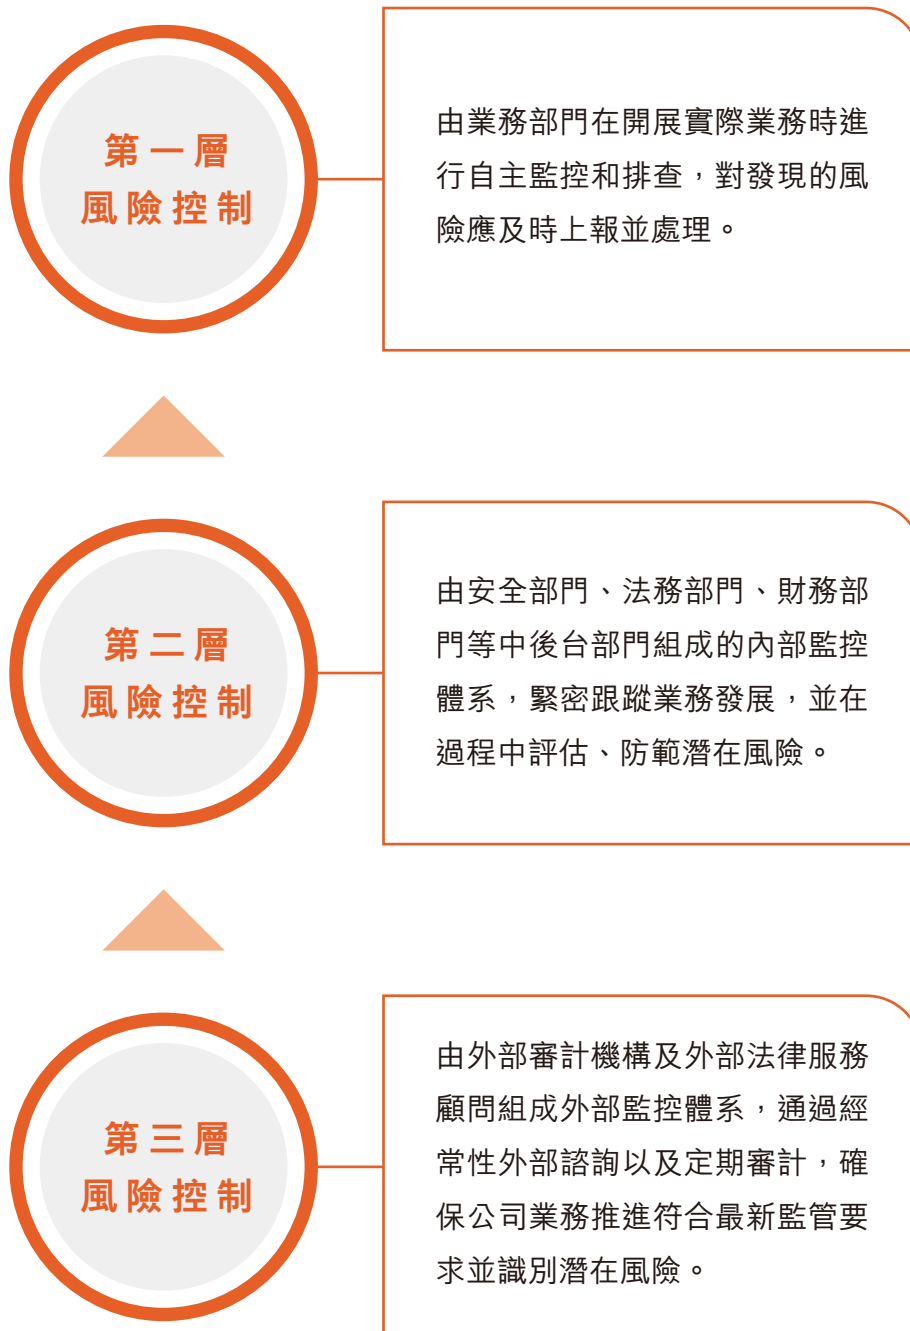 第一層
風險控制
由業務部門在開展實際業務時進
行自主監控和排查，對發現的風
險應及時上報並處理。
第二層
風險控制
由安全部門、法務部門、財務部
門等中後台部門組成的內部監控
體系，緊密跟蹤業務發展，並在
過程中評估、防範潛在風險。
第三層
風險控制
由外部審計機構及外部法律服務
顧問組成外部監控體系，通過經
常性外部諮詢以及定期審計，確
保公司業務推進符合最新監管要
求並識別潛在風險。